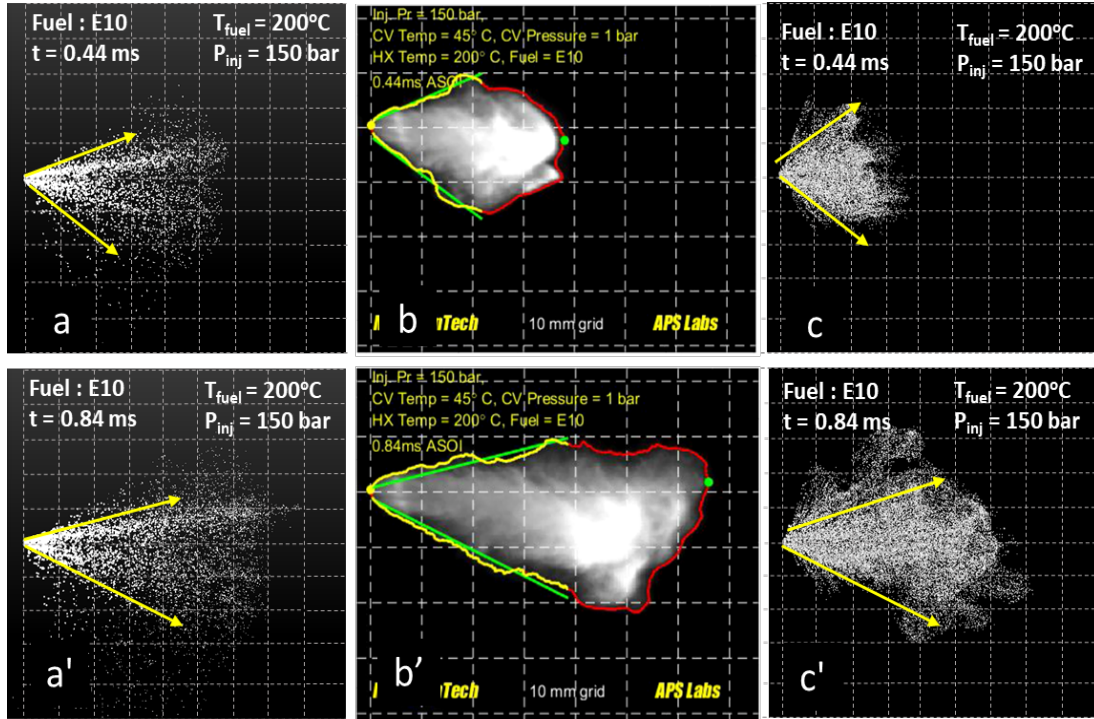 Fuel : E10
T_fuel = 200°C
t = 0.44 ms
P_inj = 150 bar
a
Inj. Pr = 150 bar,
CV Temp = 45° C, CV Pressure = 1 bar
HX Temp = 200° C, Fuel = E10
0.44ms ASOI
b
nTech
10 mm grid
APS Labs
Fuel : E10
T_fuel = 200°C
t = 0.44 ms
P_inj = 150 bar
c
Fuel : E10
T_fuel = 200°C
t = 0.84 ms
P_inj = 150 bar
a'
Inj. Pr = 150 bar,
CV Temp = 45° C, CV Pressure = 1 bar
HX Temp = 200° C, Fuel = E10
0.84ms ASOI
b’
nTech
10 mm grid
APS Labs
Fuel : E10
T_fuel = 200°C
t = 0.84 ms
P_inj = 150 bar
c'